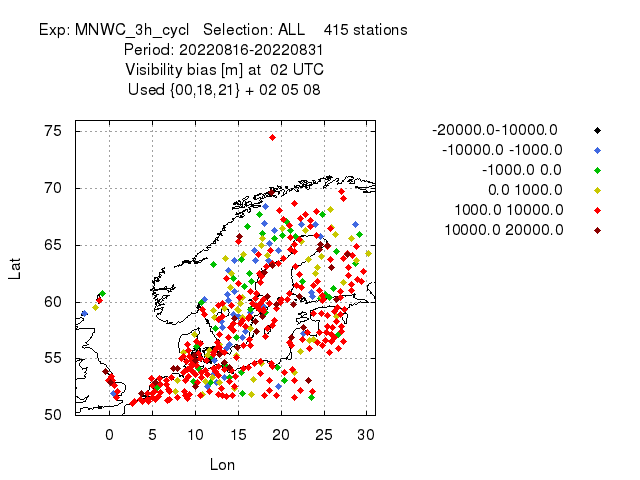 Exp: MNWC_3h_cycl   Selection: ALL    415 stations
Period: 20220816-20220831
Visibility bias [m] at  02 UTC
Used {00,18,21} + 02 05 08
-20000.0-10000.0
-10000.0 -1000.0
-1000.0 0.0
0.0 1000.0
1000.0 10000.0
10000.0 20000.0
75
70
65
60
55
50
Lat
0 5 10 15 20 25 30
Lon